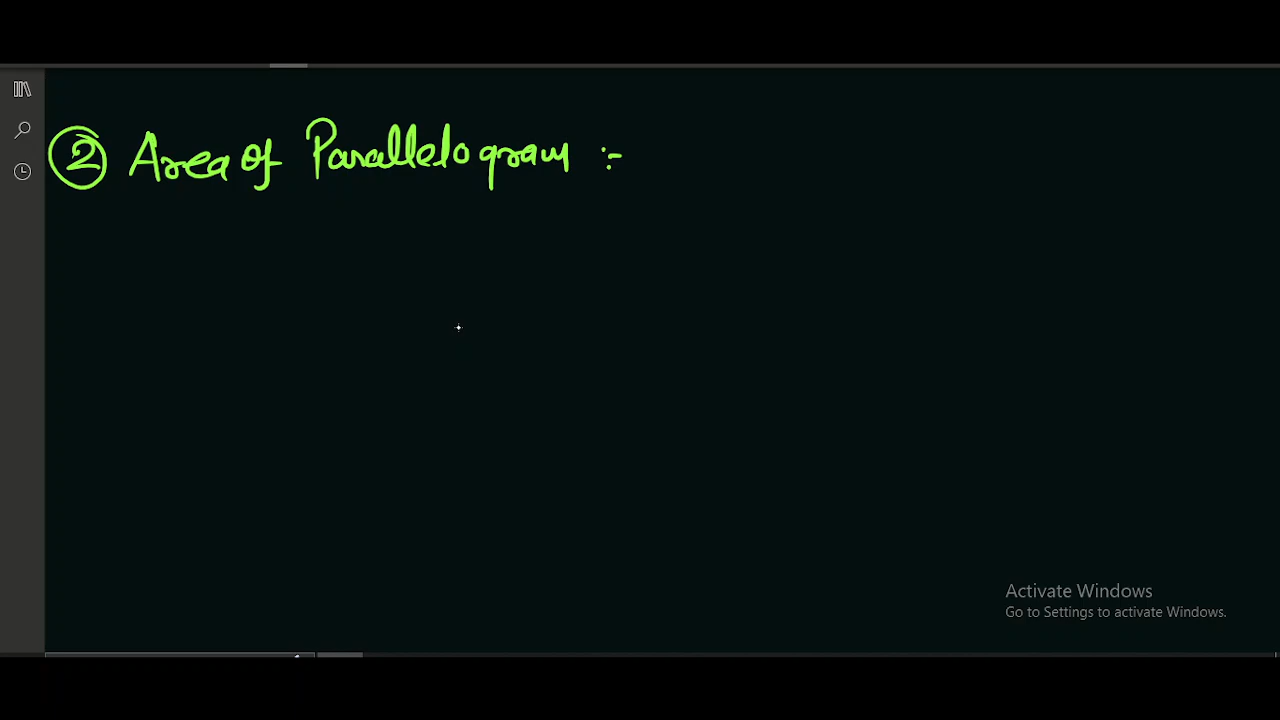 ② Area of Parallelogram :-
Activate Windows
Go to Settings to activate Windows.